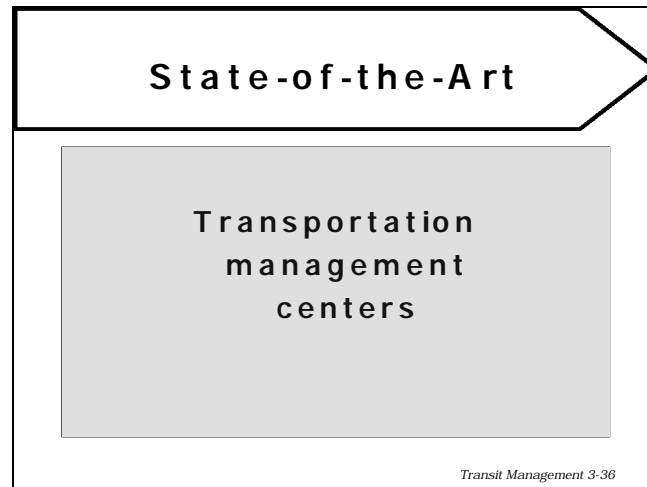 State-of-the-Art
Transportation
management
centers
Transit Management 3-36